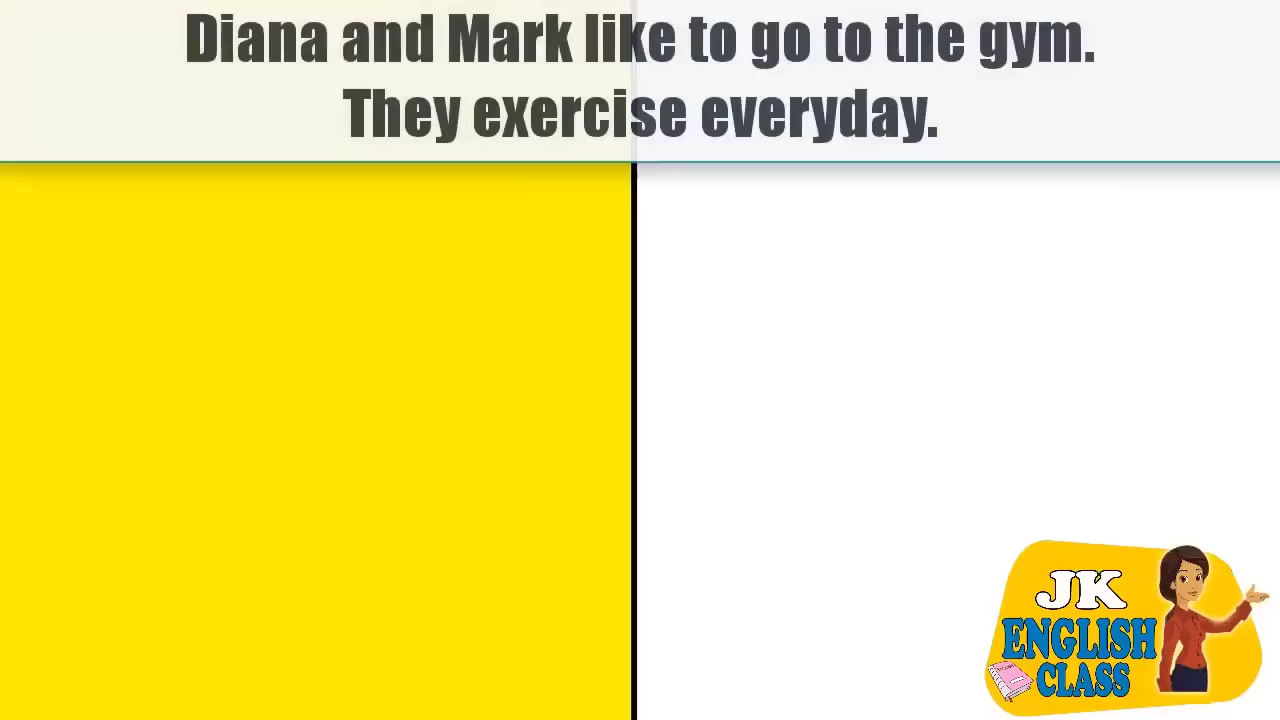 Diana and Mark like to go to the gym.
They exercise everyday.
JK
ENGLISH
CLASS